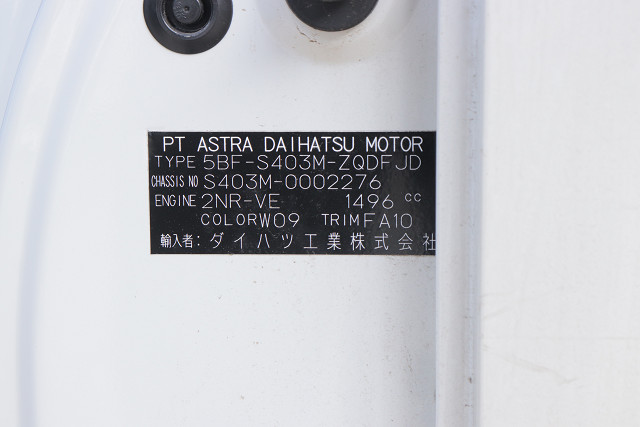 PT ASTRA DAIHATSU MOTOR
TYPE 5BF-S403M-ZQDFJD
CHASSIS NO S403M-0002276
ENGINE 2NR-VE 1496 cc
COLOR W09 TRIM FA10
輸入者: ダイハツ工業株式会社